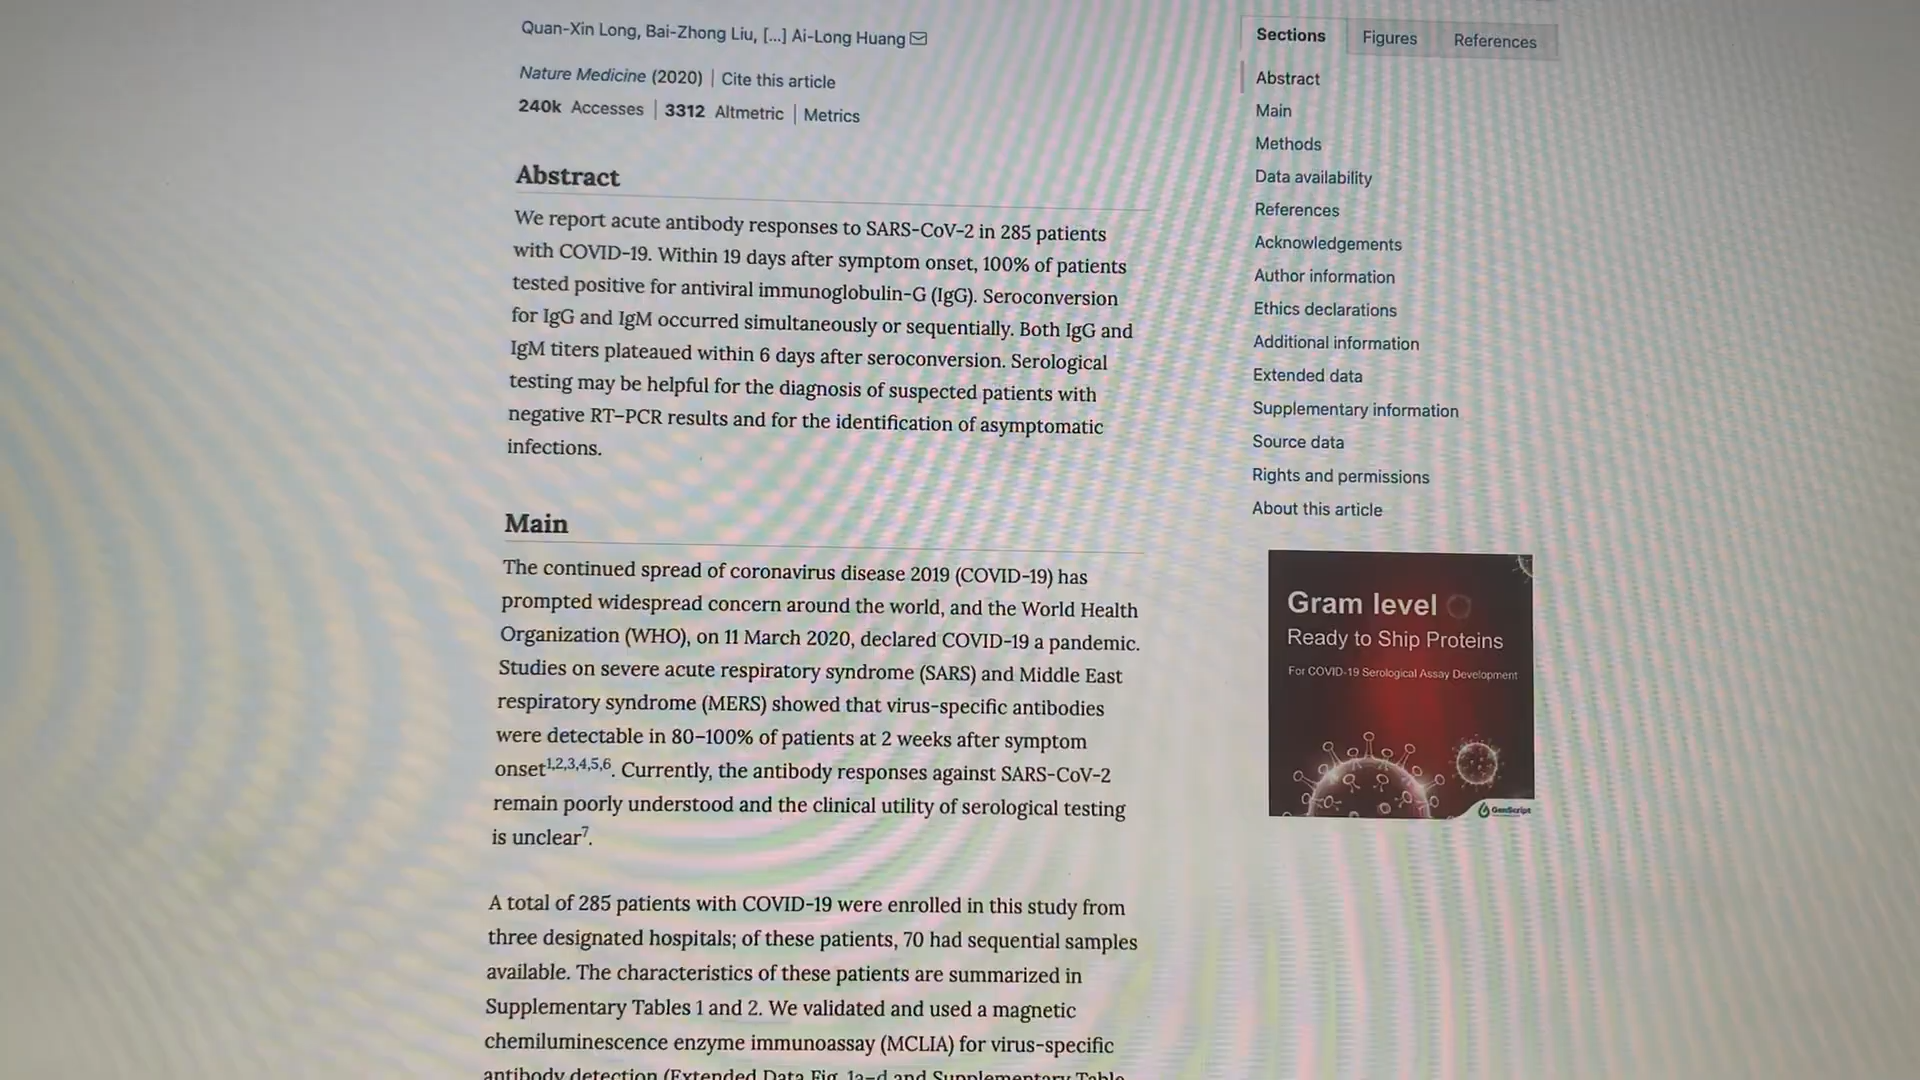 Quan-Xin Long, Bai-Zhong Liu, [...] Ai-Long Huang
Nature Medicine (2020) | Cite this article
240k Accesses | 3312 Altmetric | Metrics
Abstract
We report acute antibody responses to SARS-CoV-2 in 285 patients
with COVID-19. Within 19 days after symptom onset, 100% of patients
tested positive for antiviral immunoglobulin-G (IgG). Seroconversion
for IgG and IgM occurred simultaneously or sequentially. Both IgG and
IgM titers plateaued within 6 days after seroconversion. Serological
testing may be helpful for the diagnosis of suspected patients with
negative RT–PCR results and for the identification of asymptomatic
infections.
Main
The continued spread of coronavirus disease 2019 (COVID-19) has
prompted widespread concern around the world, and the World Health
Organization (WHO), on 11 March 2020, declared COVID-19 a pandemic.
Studies on severe acute respiratory syndrome (SARS) and Middle East
respiratory syndrome (MERS) showed that virus-specific antibodies
were detectable in 80–100% of patients at 2 weeks after symptom
onset1,2,3,4,5,6. Currently, the antibody responses against SARS-CoV-2
remain poorly understood and the clinical utility of serological testing
is unclear7.
A total of 285 patients with COVID-19 were enrolled in this study from
three designated hospitals; of these patients, 70 had sequential samples
available. The characteristics of these patients are summarized in
Supplementary Tables 1 and 2. We validated and used a magnetic
chemiluminescence enzyme immunoassay (MCLIA) for virus-specific
antibody detection (Extended Data Fig. 1a–d and Supplementary Table
Sections
Figures
References
Abstract
Main
Methods
Data availability
References
Acknowledgements
Author information
Ethics declarations
Additional information
Extended data
Supplementary information
Source data
Rights and permissions
About this article
Gram level
Ready to Ship Proteins
For COVID-19 Serological Assay Development
GenScript